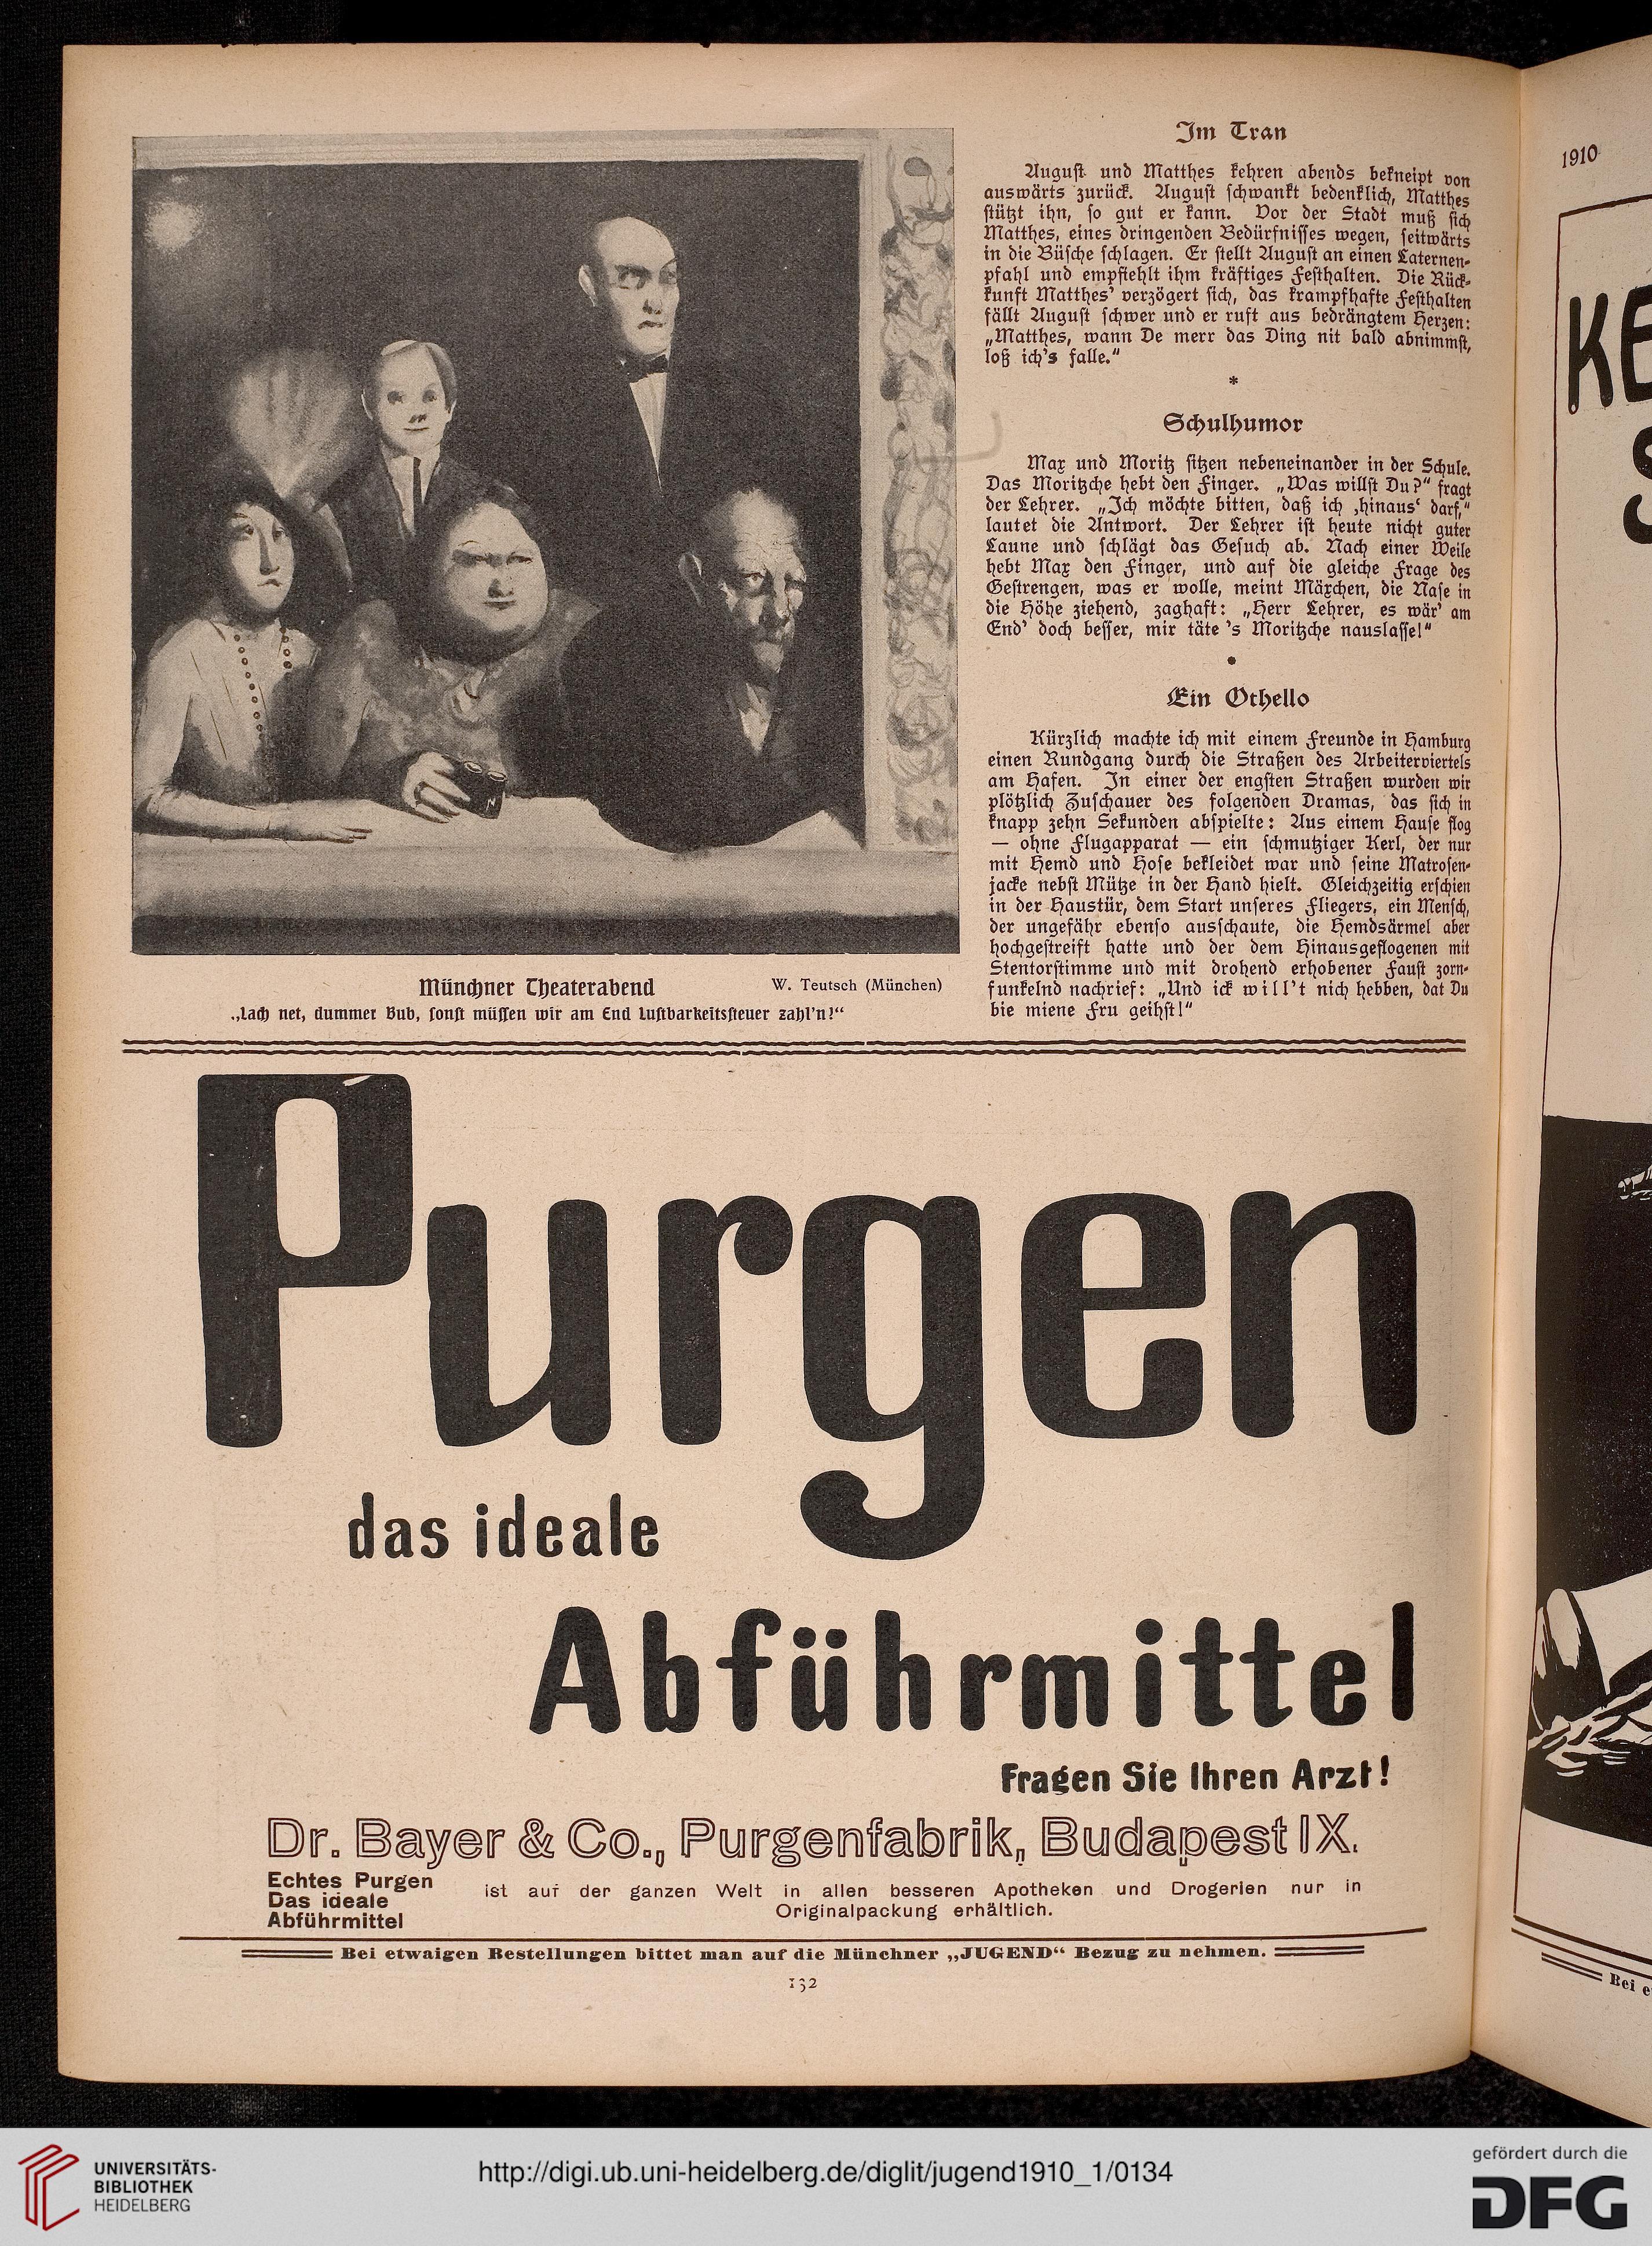 Im Tran
August und Matthes kehren abends bekneipt von
auswärts zurück. August schwankt bedenklich, Matthes
stützt ihn, so gut er kann. Vor der Stadt muß sich
Matthes, eines dringenden Bedürfnisses wegen, seitwärts
in die Büsche schlagen. Er stellt August an einen Laternen-
pfahl und empfiehlt ihm kräftiges Festhalten. Die Rück-
kunft Matthes' verzögert sich, das krampfhafte Festhalten
fällt August schwer und er ruft aus bedrängtem Herzen:
„Matthes, wann De merr das Ding nit bald abnimmst,
loß ich's falle."
*
Schulhumor
Max und Moritz sitzen nebeneinander in der Schule.
Das Moritzche hebt den Finger. „Was willst Du?" fragt
der Lehrer. „Ich möchte bitten, daß ich ‚hinaus' darf,"
lautet die Antwort. Der Lehrer ist heute nicht guter
Laune und schlägt das Gesuch ab. Nach einer Weile
hebt Max den Finger, und auf die gleiche Frage des
Gestrengen, was er wolle, meint Märchen, die Nase in
die Höhe ziehend, zaghaft: „Herr Lehrer, es wär' am
End' doch besser, mir täte 's Moritzche nauslasse!"
•
Ein Othello
Kürzlich machte ich mit einem Freunde in Hamburg
einen Rundgang durch die Straßen des Arbeiterviertels
am Hafen. In einer der engsten Straßen wurden wir
plötzlich Zuschauer des folgenden Dramas, das sich in
knapp zehn Sekunden abspielte: Aus einem Hause flog
— ohne Flugapparat — ein schmutziger Kerl, der nur
mit Hemd und Hose bekleidet war und seine Matrosen-
jacke nebst Mütze in der Hand hielt. Gleichzeitig erschien
in der Haustür, dem Start unseres Fliegers, ein Mensch,
der ungefähr ebenso ausschaute, die Hemdsärmel aber
hochgestreift hatte und der dem Hinausgeflogenen mit
Stentorstimme und mit drohend erhobener Faust zorn-
funkelnd nachrief: „Und ick will't nich hebben, dat Du
bie miene Fru geihst!"
Münchner Theaterabend
W. Teutsch (München)
„Lach net, dummer Bub, sonst müssen wir am End Lustbarkeitssteuer zahl'n!"
Purgen
das ideale
Abführmittel
Fragen Sie Ihren Arzt!
Dr. Bayer & Co., Purgenfabrik, Budapest IX.
Echtes Purgen
Das ideale
Abführmittel
ist auf der ganzen Welt in allen besseren Apotheken und Drogerien nur in
Originalpackung erhältlich.
Bei etwaigen Bestellungen bittet man auf die Münchner „JUGEND" Bezug zu nehmen.
132
1910
KE
S
Bei e
UNIVERSITÄTS-
BIBLIOTHEK
HEIDELBERG
http://digi.ub.uni-heidelberg.de/diglit/jugend1910_1/0134
gefördert durch die
DFG